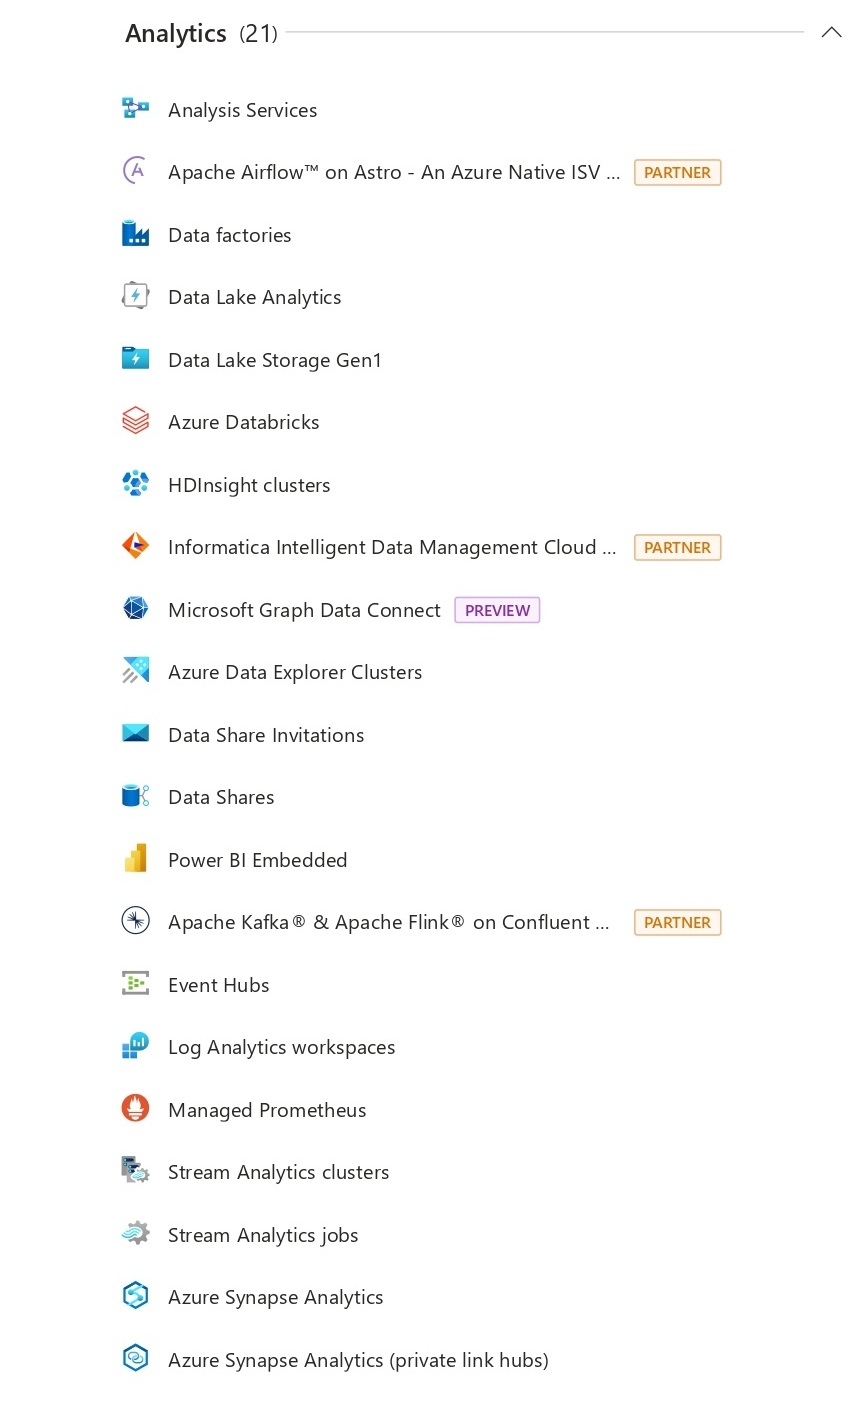 Analytics (21)
Analysis Services
Apache Airflow™ on Astro - An Azure Native ISV ... PARTNER
Data factories
Data Lake Analytics
Data Lake Storage Gen1
Azure Databricks
HDInsight clusters
Informatica Intelligent Data Management Cloud ... PARTNER
Microsoft Graph Data Connect PREVIEW
Azure Data Explorer Clusters
Data Share Invitations
Data Shares
Power BI Embedded
Apache Kafka® & Apache Flink® on Confluent ... PARTNER
Event Hubs
Log Analytics workspaces
Managed Prometheus
Stream Analytics clusters
Stream Analytics jobs
Azure Synapse Analytics
Azure Synapse Analytics (private link hubs)